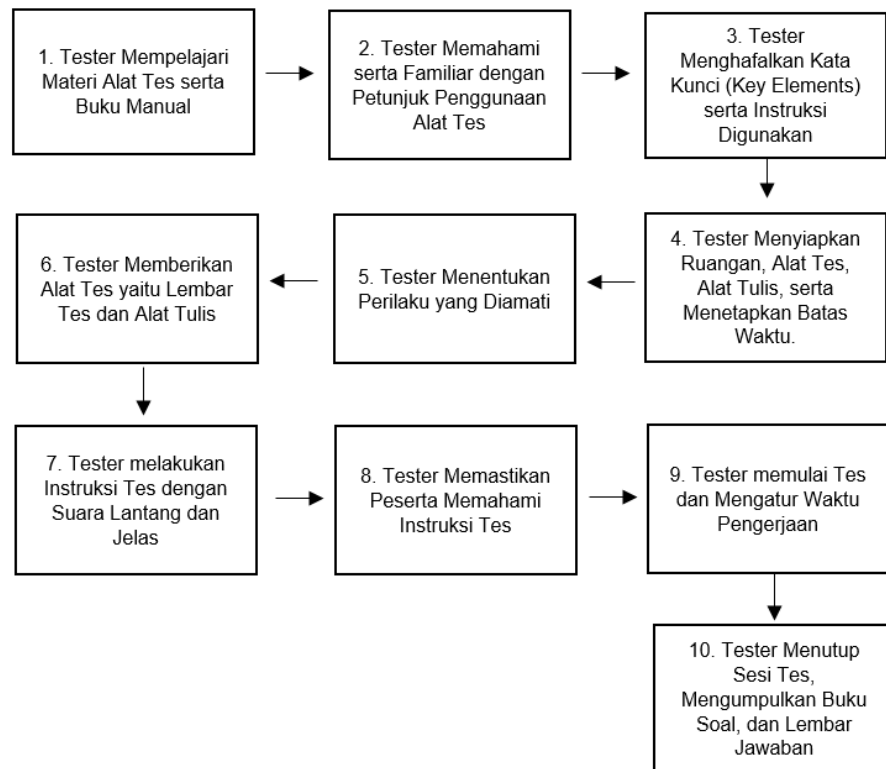 1. Tester Mempelajari
Materi Alat Tes serta
Buku Manual
2. Tester Memahami
serta Familiar dengan
Petunjuk Penggunaan
Alat Tes
3. Tester
Menghafalkan Kata
Kunci (Key Elements)
serta Instruksi
Digunakan
4. Tester Menyiapkan
Ruangan, Alat Tes,
Alat Tulis, serta
Menetapkan Batas
Waktu.
5. Tester Menentukan
Perilaku yang Diamati
6. Tester Memberikan
Alat Tes yaitu Lembar
Tes dan Alat Tulis
7. Tester melakukan
Instruksi Tes dengan
Suara Lantang dan
Jelas
8. Tester Memastikan
Peserta Memahami
Instruksi Tes
9. Tester memulai Tes
dan Mengatur Waktu
Pengerjaan
10. Tester Menutup
Sesi Tes,
Mengumpulkan Buku
Soal, dan Lembar
Jawaban